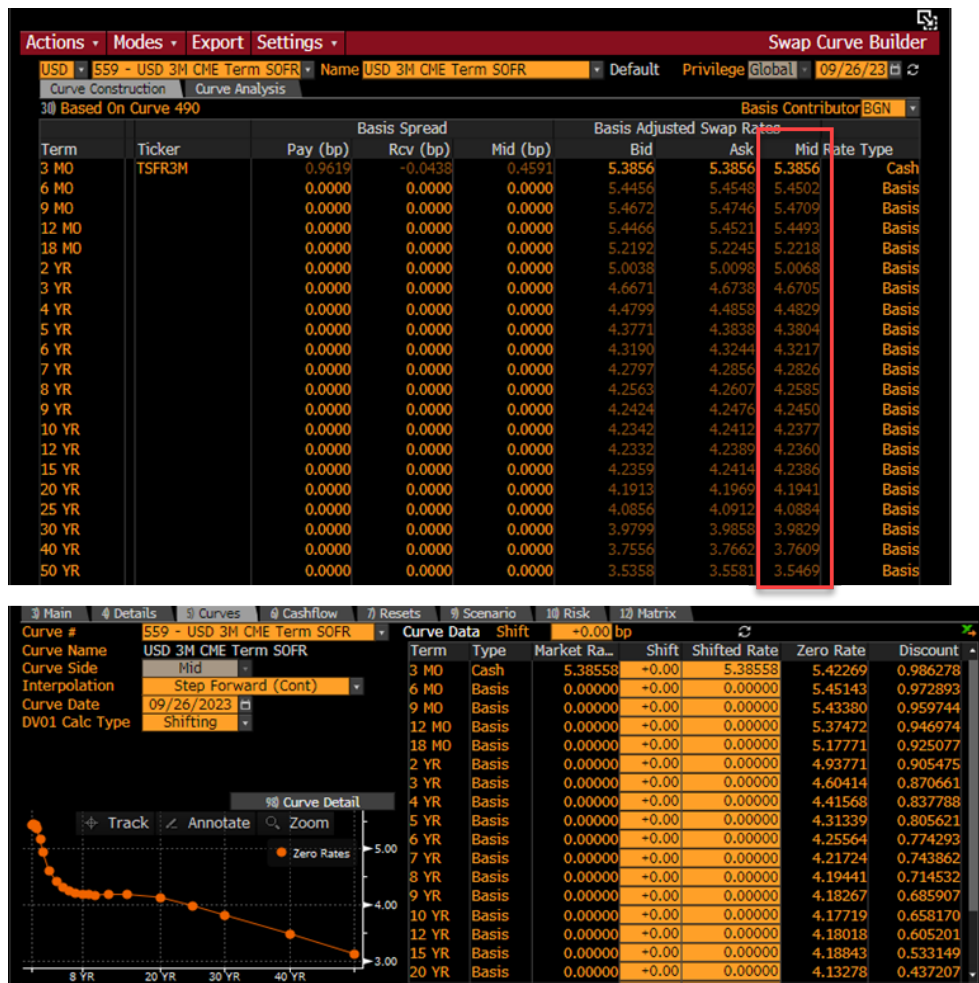 Actions Modes Export Settings Swap Curve Builder
USD 559 - USD 3M CME Term SOFR Name USD 3M CME Term SOFR Default Privilege Global 09/26/23
Curve Construction Curve Analysis
30) Based On Curve 490 Basis Contributor BGN
Basis Spread Basis Adjusted Swap Rates
Term Ticker Pay (bp) Rcv (bp) Mid (bp) Bid Ask Mid Rate Type
3 MO TSFR3M 0.9619 -0.0438 0.4591 5.3856 5.3856 5.3856 Cash
6 MO 0.0000 0.0000 0.0000 5.4456 5.4548 5.4502 Basis
9 MO 0.0000 0.0000 0.0000 5.4672 5.4746 5.4709 Basis
12 MO 0.0000 0.0000 0.0000 5.4466 5.4521 5.4493 Basis
18 MO 0.0000 0.0000 0.0000 5.2192 5.2245 5.2218 Basis
2 YR 0.0000 0.0000 0.0000 5.0038 5.0098 5.0068 Basis
3 YR 0.0000 0.0000 0.0000 4.6671 4.6738 4.6705 Basis
4 YR 0.0000 0.0000 0.0000 4.4799 4.4858 4.4829 Basis
5 YR 0.0000 0.0000 0.0000 4.3771 4.3838 4.3804 Basis
6 YR 0.0000 0.0000 0.0000 4.3190 4.3244 4.3217 Basis
7 YR 0.0000 0.0000 0.0000 4.2797 4.2856 4.2826 Basis
8 YR 0.0000 0.0000 0.0000 4.2563 4.2607 4.2585 Basis
9 YR 0.0000 0.0000 0.0000 4.2424 4.2476 4.2450 Basis
10 YR 0.0000 0.0000 0.0000 4.2342 4.2412 4.2377 Basis
12 YR 0.0000 0.0000 0.0000 4.2332 4.2389 4.2360 Basis
15 YR 0.0000 0.0000 0.0000 4.2359 4.2414 4.2386 Basis
20 YR 0.0000 0.0000 0.0000 4.1913 4.1969 4.1941 Basis
25 YR 0.0000 0.0000 0.0000 4.0856 4.0912 4.0884 Basis
30 YR 0.0000 0.0000 0.0000 3.9799 3.9858 3.9829 Basis
40 YR 0.0000 0.0000 0.0000 3.7556 3.7662 3.7609 Basis
50 YR 0.0000 0.0000 0.0000 3.5358 3.5581 3.5469 Basis
3) Main 4) Details 5) Curves 6) Cashflow 7) Resets 9) Scenario 10) Risk 12) Matrix
Curve # 559 - USD 3M CME Term SOFR Curve Data Shift +0.00 bp
Curve Name USD 3M CME Term SOFR Term Type Market Ra... Shift Shifted Rate Zero Rate Discount
Curve Side Mid 3 MO Cash 5.38558 +0.00 5.38558 5.42269 0.986278
Interpolation Step Forward (Cont) 6 MO Basis 0.00000 +0.00 0.00000 5.45143 0.972893
Curve Date 09/26/2023 9 MO Basis 0.00000 +0.00 0.00000 5.43380 0.959744
DV01 Calc Type Shifting 12 MO Basis 0.00000 +0.00 0.00000 5.37472 0.946974
18 MO Basis 0.00000 +0.00 0.00000 5.17771 0.925077
2 YR Basis 0.00000 +0.00 0.00000 4.93771 0.905475
3 YR Basis 0.00000 +0.00 0.00000 4.60414 0.870661
98) Curve Detail 4 YR Basis 0.00000 +0.00 0.00000 4.41568 0.837788
Track Annotate Zoom 5 YR Basis 0.00000 +0.00 0.00000 4.31339 0.805621
6 YR Basis 0.00000 +0.00 0.00000 4.25564 0.774293
Zero Rates 5.00 7 YR Basis 0.00000 +0.00 0.00000 4.21724 0.743862
8 YR Basis 0.00000 +0.00 0.00000 4.19441 0.714532
4.00 9 YR Basis 0.00000 +0.00 0.00000 4.18267 0.685907
10 YR Basis 0.00000 +0.00 0.00000 4.17719 0.658170
12 YR Basis 0.00000 +0.00 0.00000 4.18018 0.605201
3.00 15 YR Basis 0.00000 +0.00 0.00000 4.18843 0.533149
8 YR 20 YR 30 YR 40 YR 20 YR Basis 0.00000 +0.00 0.00000 4.13278 0.437207